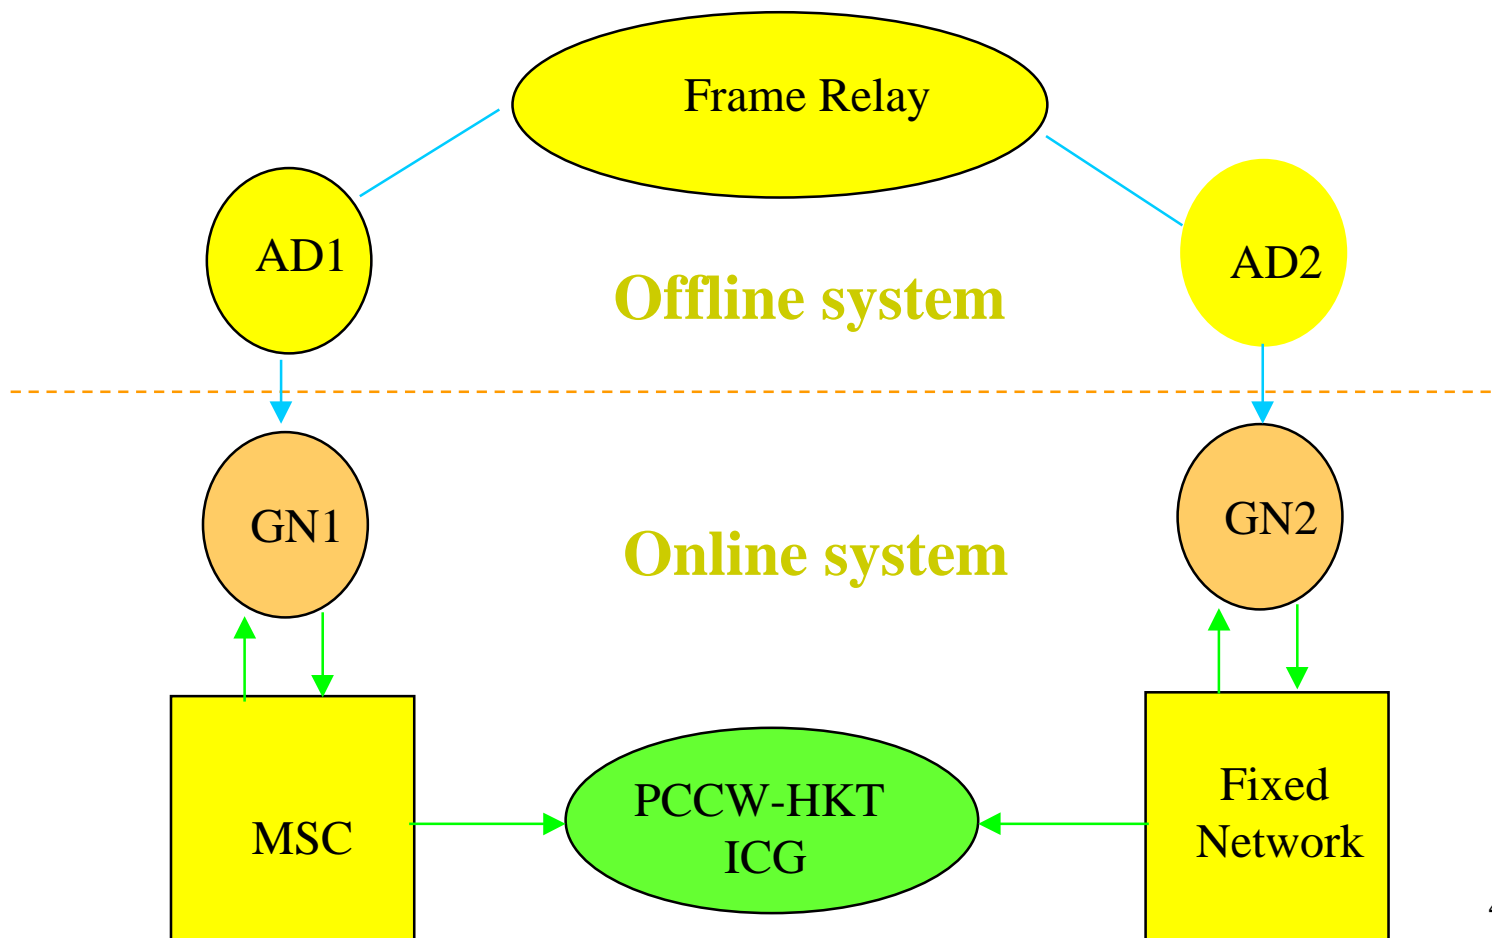 Frame Relay
AD1
AD2
Offline system
GN1
GN2
Online system
MSC
PCCW-HKT
ICG
Fixed
Network